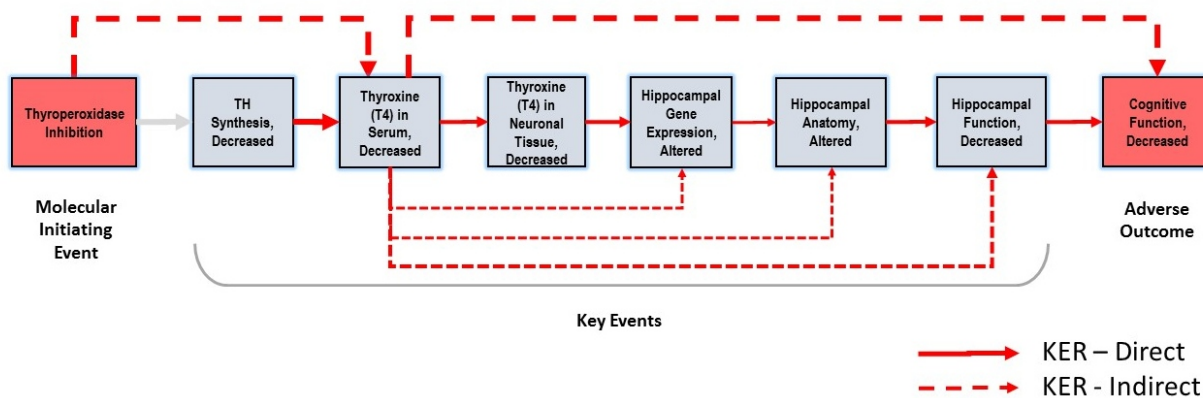 Thyroperoxidase
Inhibition
TH
Synthesis,
Decreased
Thyroxine
(T4) in
Serum,
Decreased
Thyroxine
(T4) in
Neuronal
Tissue,
Decreased
Hippocampal
Gene
Expression,
Altered
Hippocampal
Anatomy,
Altered
Hippocampal
Function,
Decreased
Cognitive
Function,
Decreased
Molecular
Initiating
Event
Adverse
Outcome
Key Events
KER – Direct
KER - Indirect